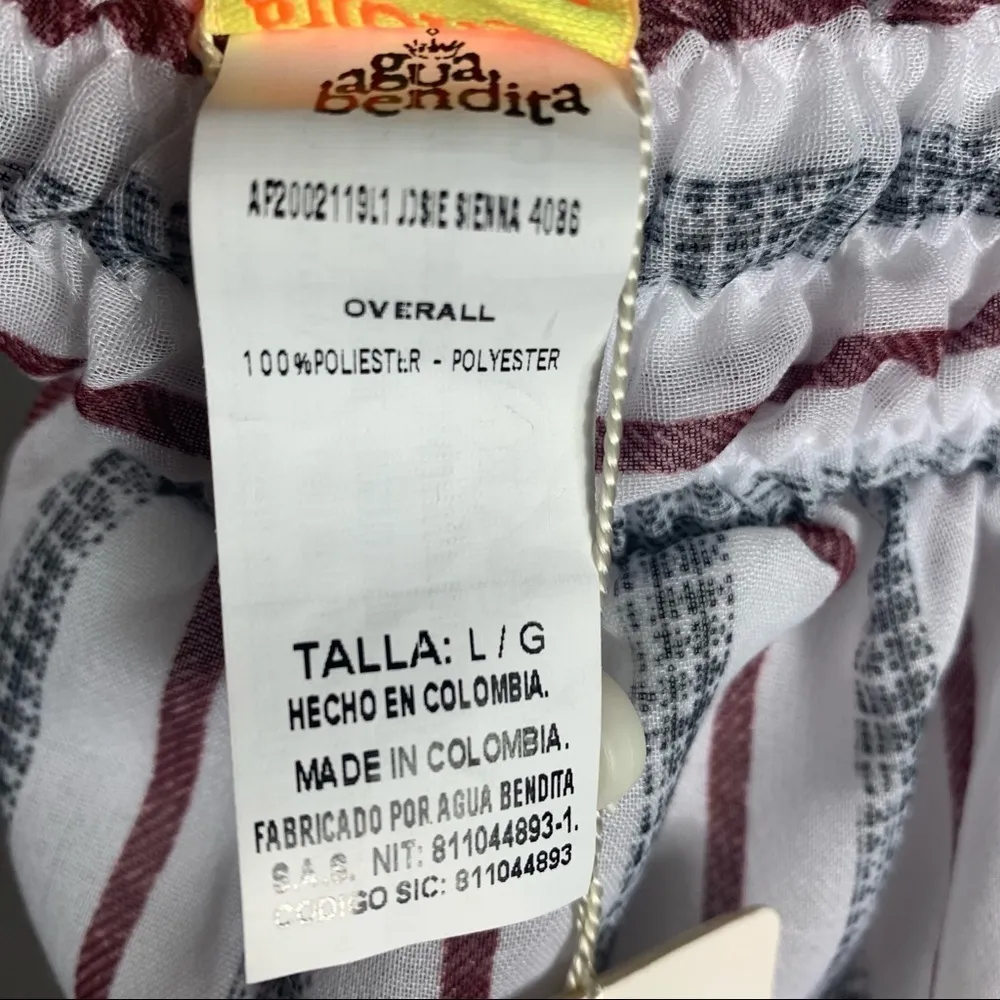 agua
bendita
AF2002119L1 JOSIE SIENNA 4086
OVERALL
100%POLIESTER - POLYESTER
TALLA: L / G
HECHO EN COLOMBIA.
MADE IN COLOMBIA.
FABRICADO POR AGUA BENDITA
S.A.S. NIT: 811044893-1.
CODIGO SIC: 811044893